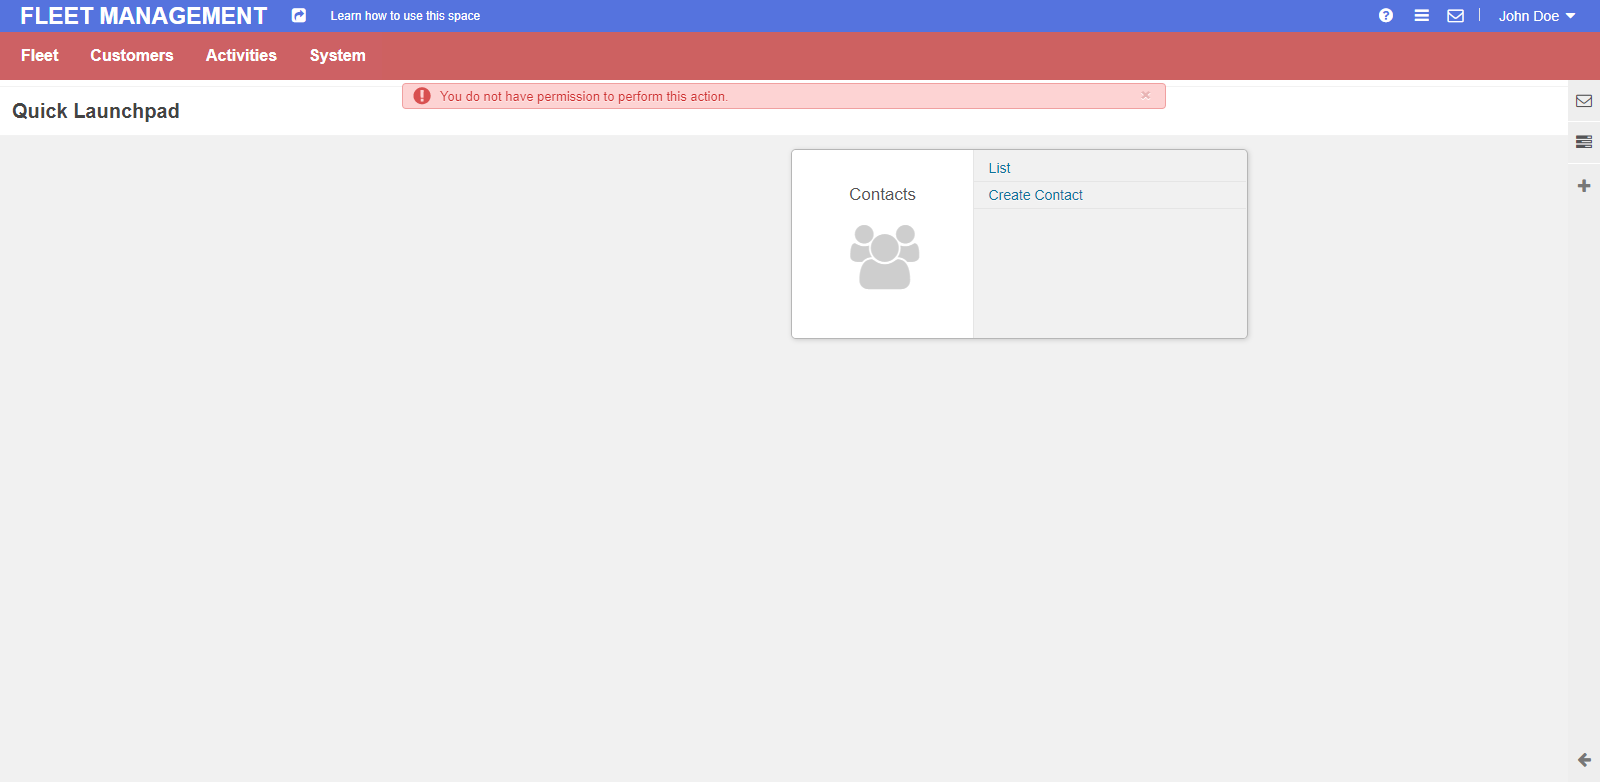 FLEET MANAGEMENT
Learn how to use this space
John Doe
Fleet
Customers
Activities
System
You do not have permission to perform this action.
Quick Launchpad
Contacts
List
Create Contact